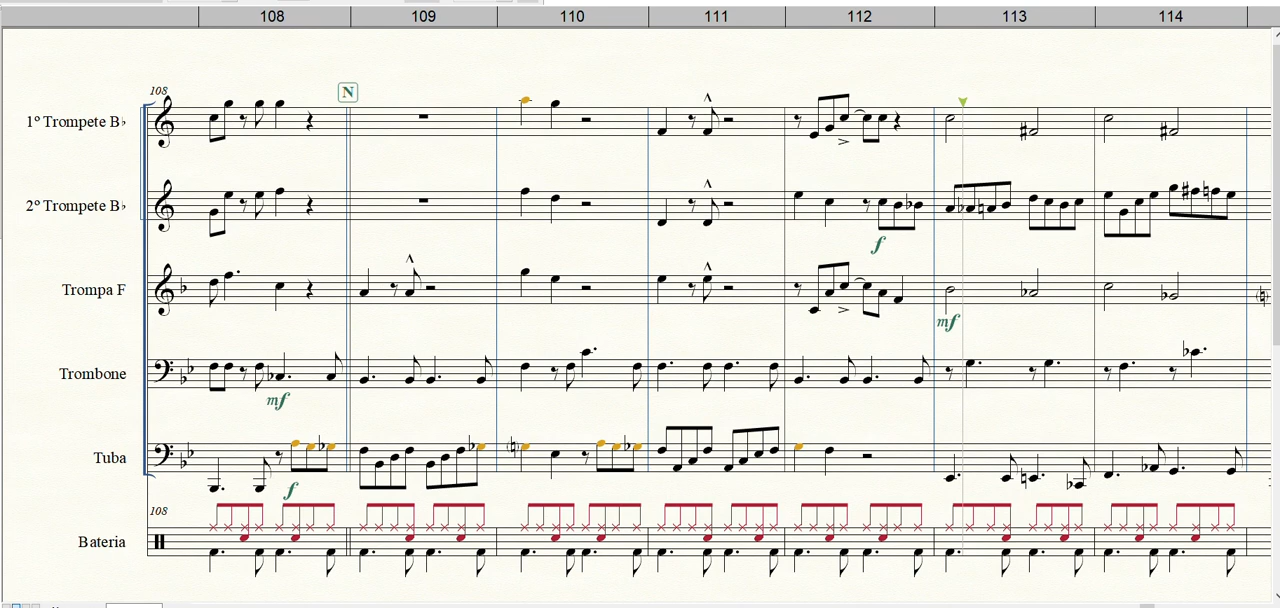 108 109 110 111 112 113 114
108
N
1º Trompete B♭
2º Trompete B♭
f
Trompa F
mf
Trombone
mf
Tuba
f
108
Bateria